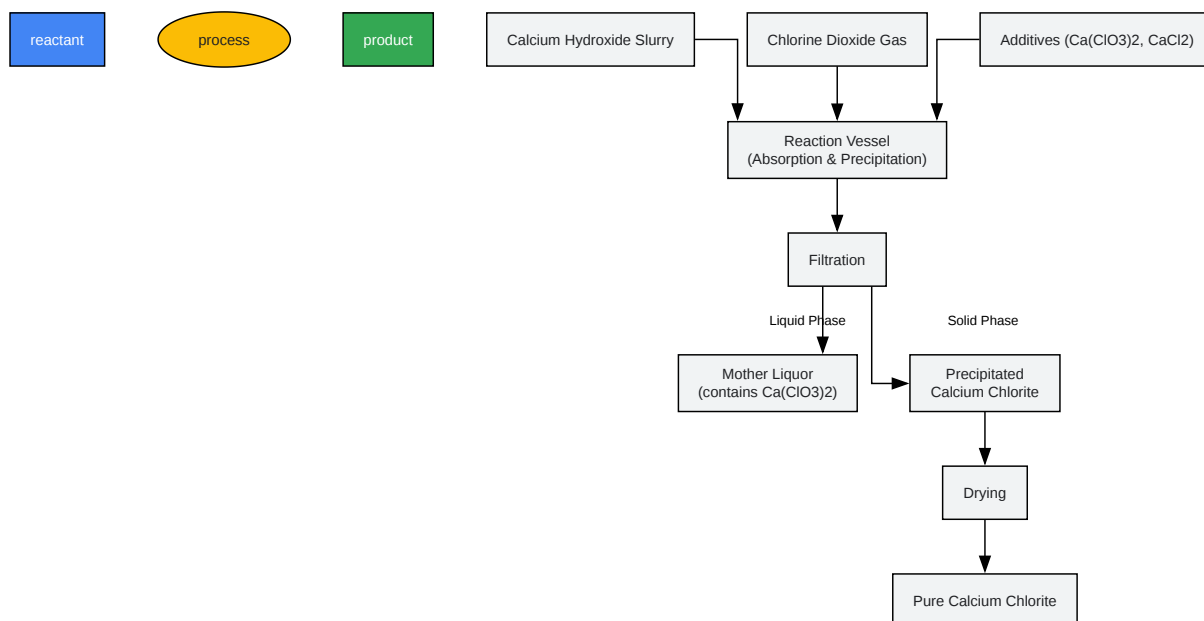 reactant
process
product
Calcium Hydroxide Slurry
Chlorine Dioxide Gas
Additives (Ca(ClO3)2, CaCl2)
Reaction Vessel
(Absorption & Precipitation)
Filtration
Liquid Phase
Solid Phase
Mother Liquor
(contains Ca(ClO3)2)
Precipitated
Calcium Chlorite
Drying
Pure Calcium Chlorite